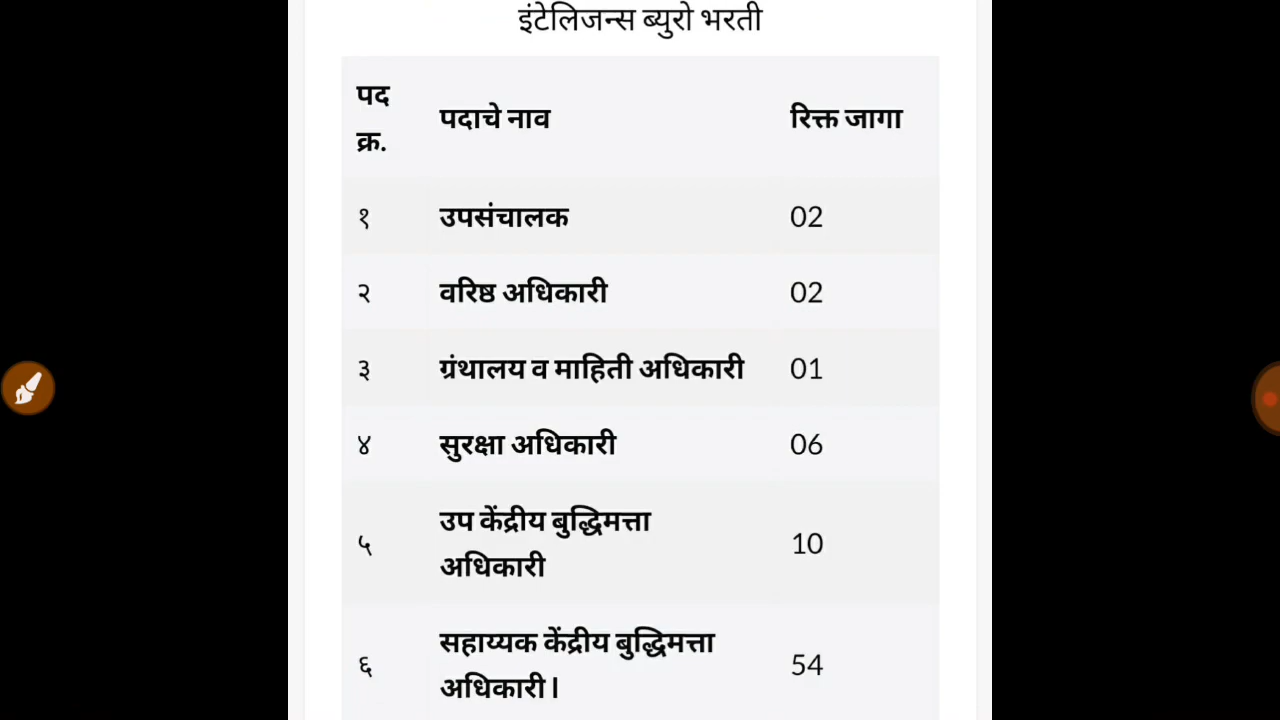 इंटेलिजन्स ब्युरो भरती
पद
क्र.
पदाचे नाव
रिक्त जागा
१ उपसंचालक 02
२ वरिष्ठ अधिकारी 02
३ ग्रंथालय व माहिती अधिकारी 01
४ सुरक्षा अधिकारी 06
५ उप केंद्रीय बुद्धिमत्ता
अधिकारी 10
६ सहाय्यक केंद्रीय बुद्धिमत्ता
अधिकारी I 54